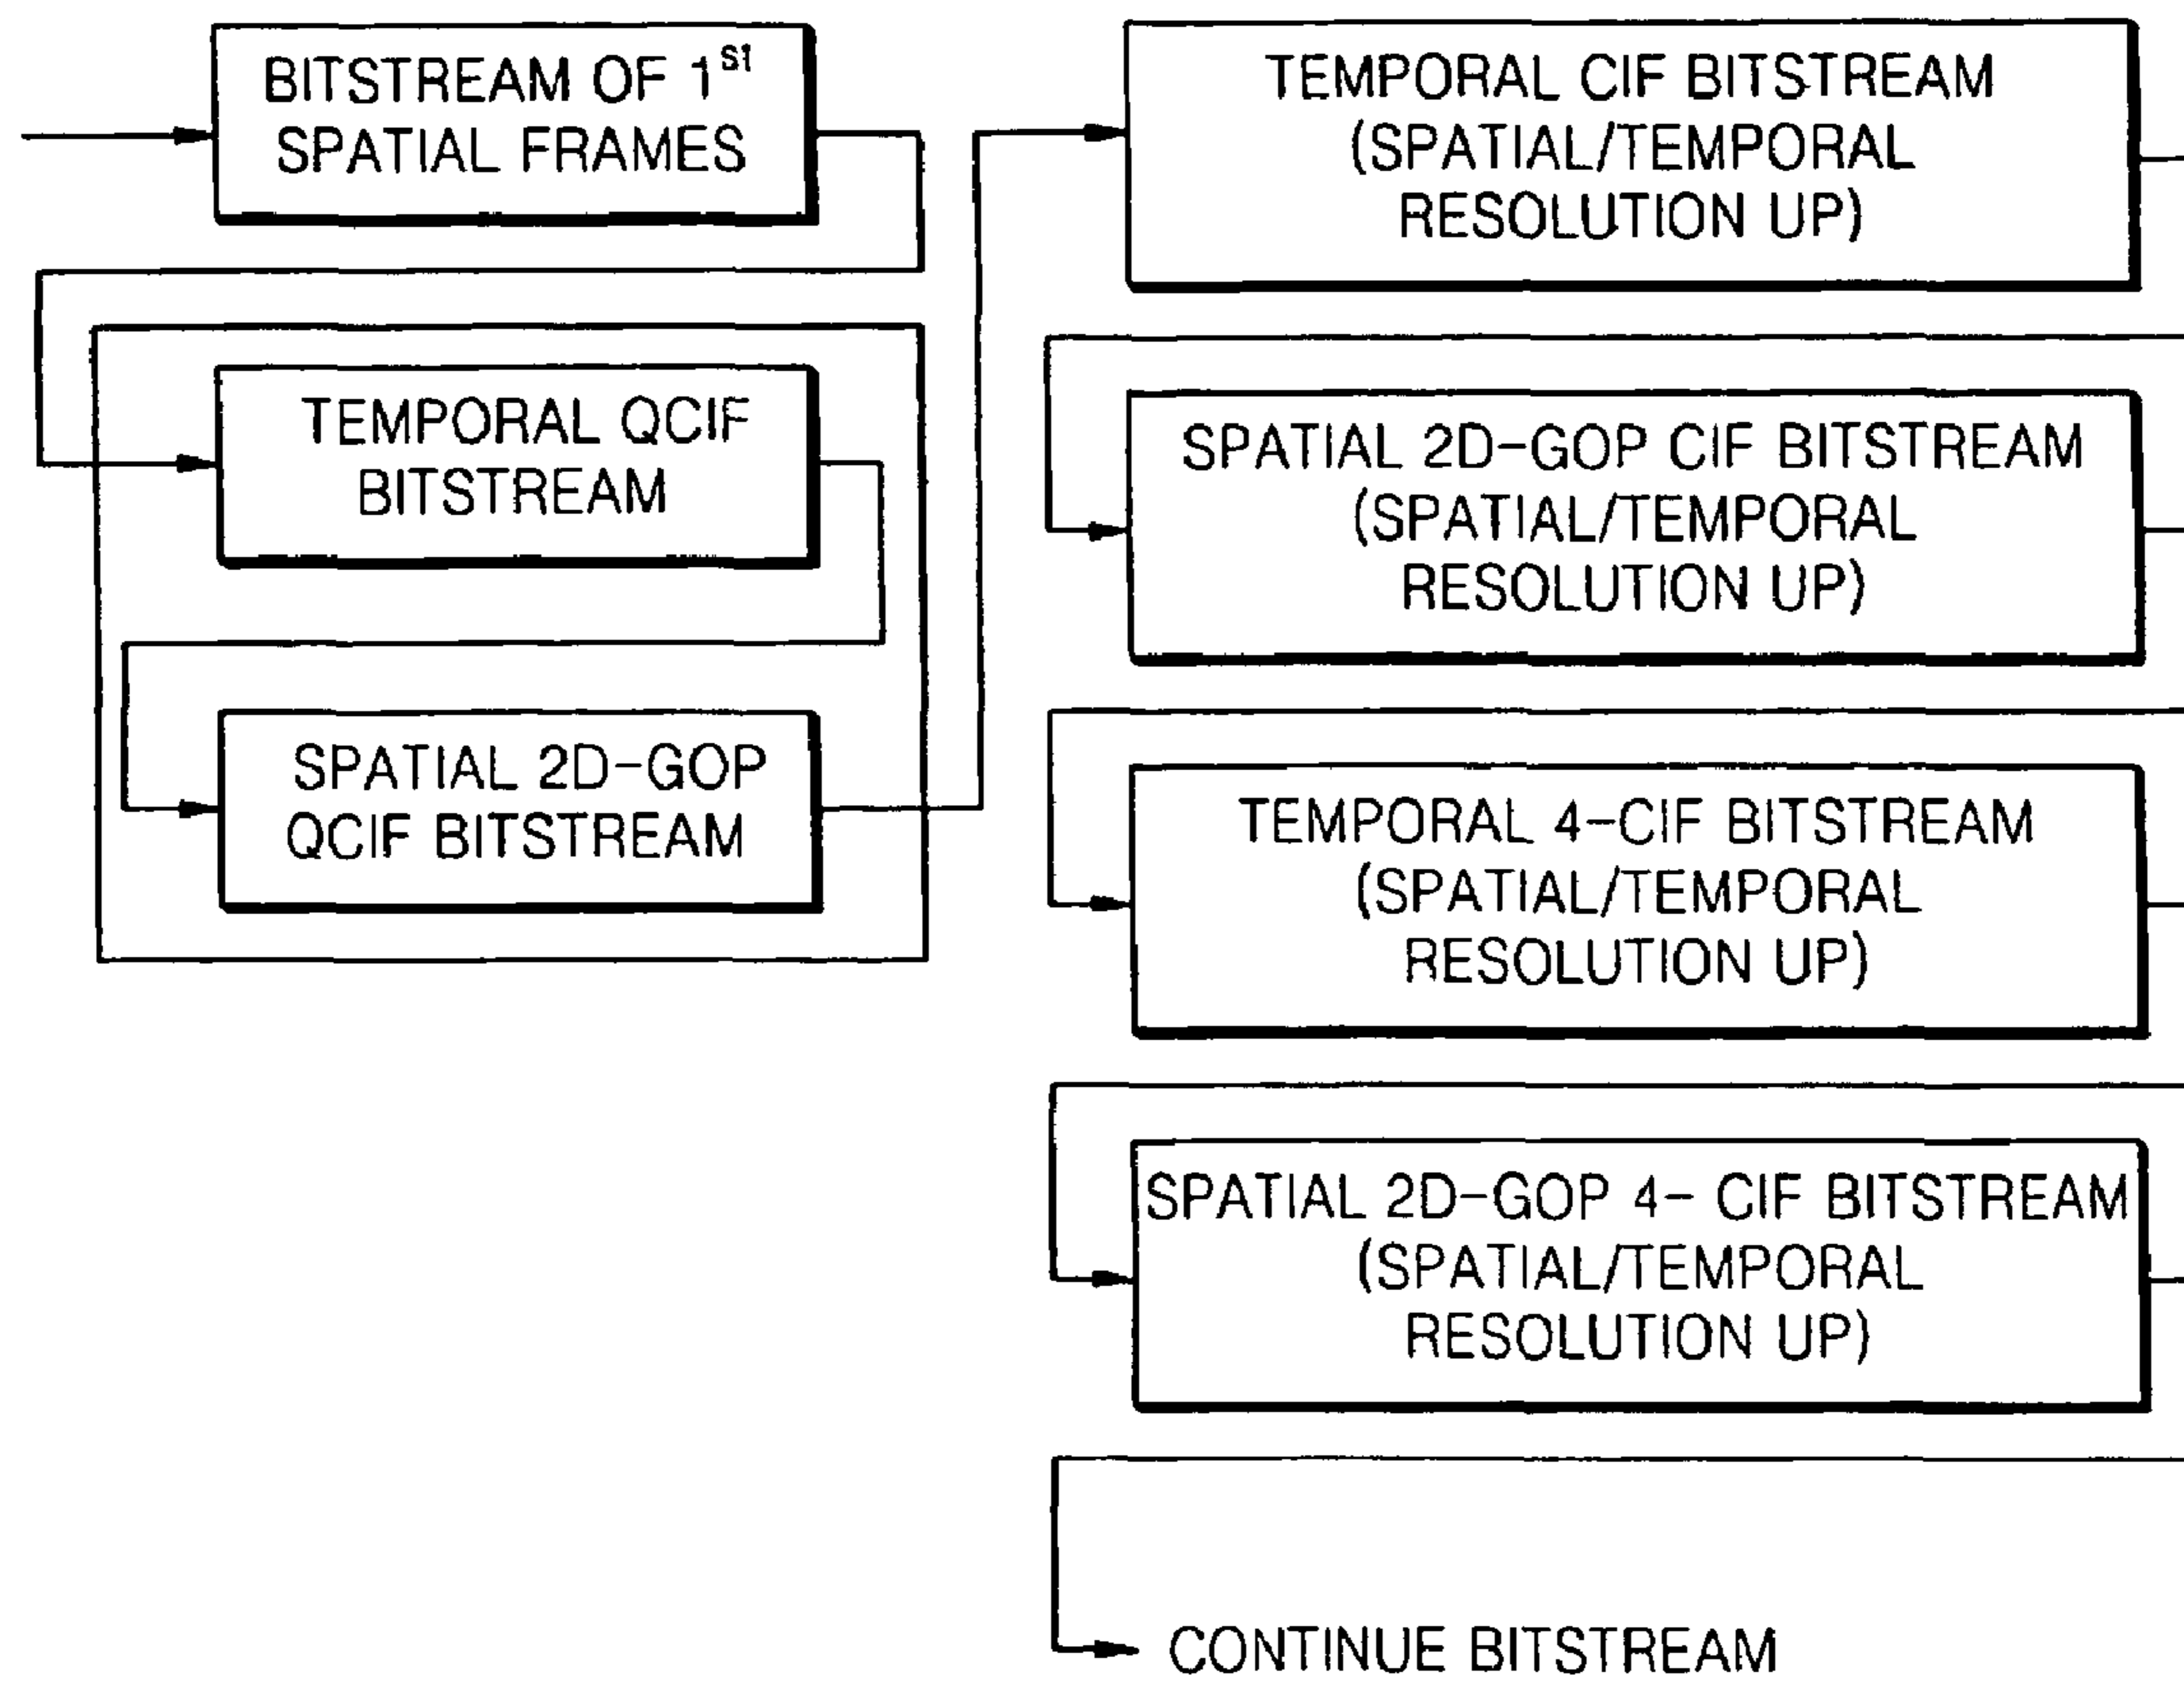 BITSTREAM OF 1st
SPATIAL FRAMES
TEMPORAL QCIF
BITSTREAM
SPATIAL 2D-GOP
QCIF BITSTREAM
TEMPORAL CIF BITSTREAM
(SPATIAL/TEMPORAL
RESOLUTION UP)
SPATIAL 2D-GOP CIF BITSTREAM
(SPATIAL/TEMPORAL
RESOLUTION UP)
TEMPORAL 4-CIF BITSTREAM
(SPATIAL/TEMPORAL
RESOLUTION UP)
SPATIAL 2D-GOP 4- CIF BITSTREAM
(SPATIAL/TEMPORAL
RESOLUTION UP)
CONTINUE BITSTREAM